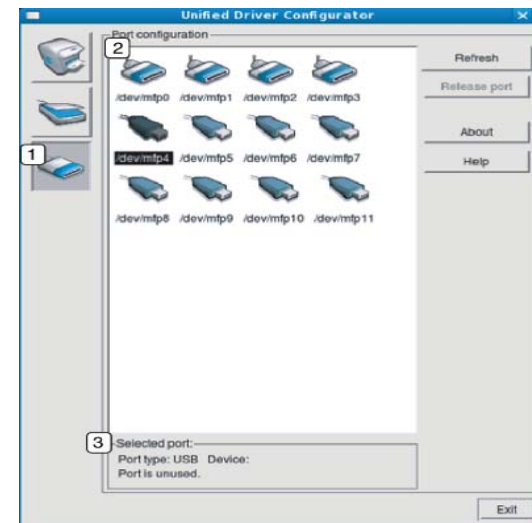 Unified Driver Configurator
Port configuration
2
Refresh
/dev/mfp0 /dev/mfp1 /dev/mfp2 /dev/mfp3
Release port
About
1
/dev/mfp4 /dev/mfp5 /dev/mfp6 /dev/mfp7
Help
/dev/mfp8 /dev/mfp9 /dev/mfp10 /dev/mfp11
3
Selected port:
Port type: USB Device:
Port is unused.
Exit